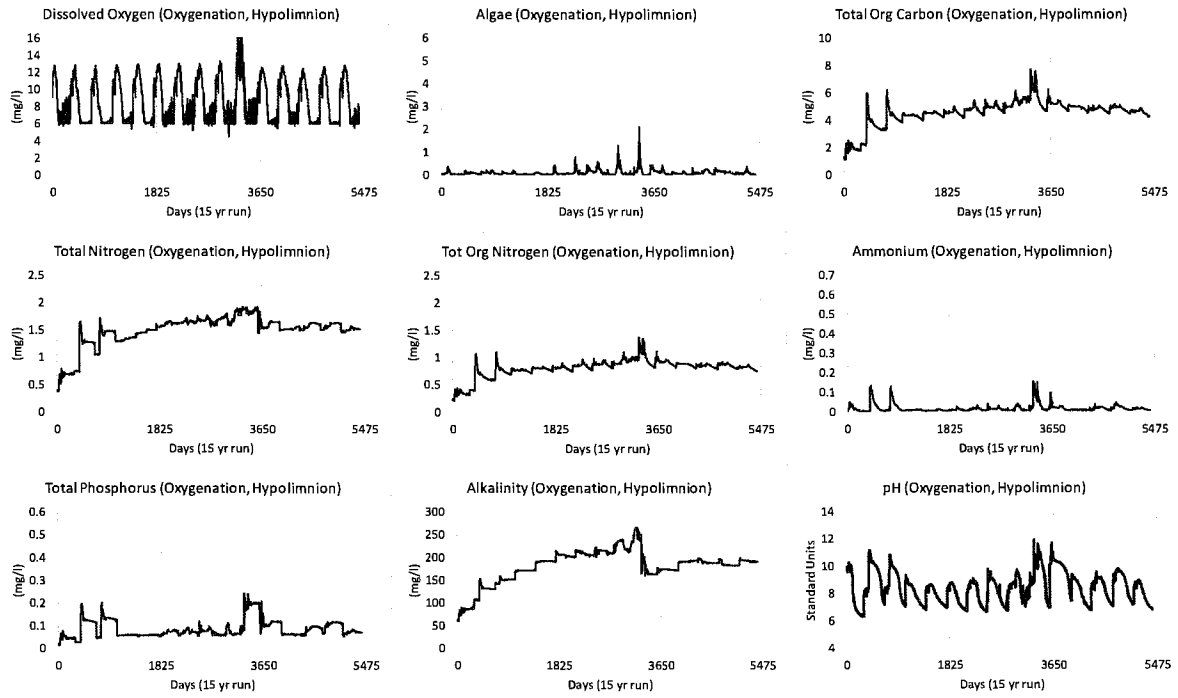 Dissolved Oxygen (Oxygenation, Hypolimnion)
16
14
12
10
8
6
4
2
0
(mg/l)
0 1825 3650 5475
Days (15 yr run)
Algae (Oxygenation, Hypolimnion)
6
5
4
3
2
1
0
(mg/l)
0 1825 3650 5475
Days (15 yr run)
Total Org Carbon (Oxygenation, Hypolimnion)
10
8
6
4
2
0
(mg/l)
0 1825 3650 5475
Days (15 yr run)
Total Nitrogen (Oxygenation, Hypolimnion)
2.5
2
1.5
1
0.5
0
(mg/l)
0 1825 3650 5475
Days (15 yr run)
Tot Org Nitrogen (Oxygenation, Hypolimnion)
2.5
2
1.5
1
0.5
0
(mg/l)
0 1825 3650 5475
Days (15 yr run)
Ammonium (Oxygenation, Hypolimnion)
0.7
0.6
0.5
0.4
0.3
0.2
0.1
0
(mg/l)
0 1825 3650 5475
Days (15 yr run)
Total Phosphorus (Oxygenation, Hypolimnion)
0.6
0.5
0.4
0.3
0.2
0.1
0
(mg/l)
0 1825 3650 5475
Days (15 yr run)
Alkalinity (Oxygenation, Hypolimnion)
300
250
200
150
100
50
0
(mg/l)
0 1825 3650 5475
Days (15 yr run)
pH (Oxygenation, Hypolimnion)
14
12
10
8
6
4
Standard Units
0 1825 3650 5475
Days (15 yr run)